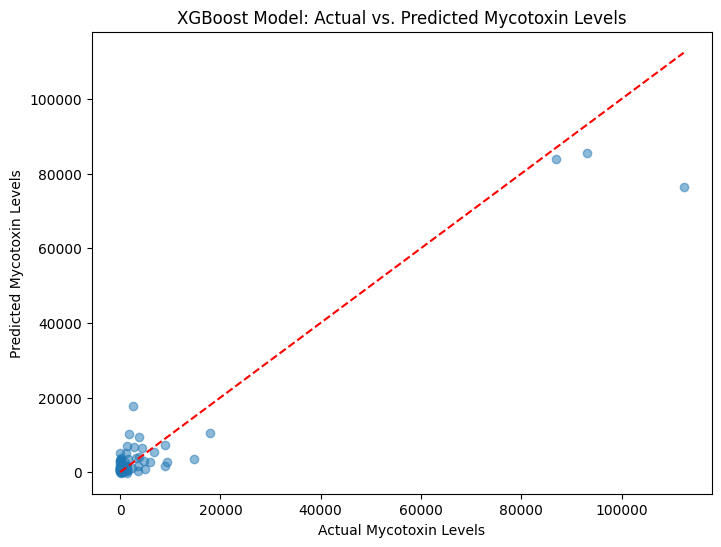 XGBoost Model: Actual vs. Predicted Mycotoxin Levels
Predicted Mycotoxin Levels
100000
80000
60000
40000
20000
0
0 20000 40000 60000 80000 100000
Actual Mycotoxin Levels